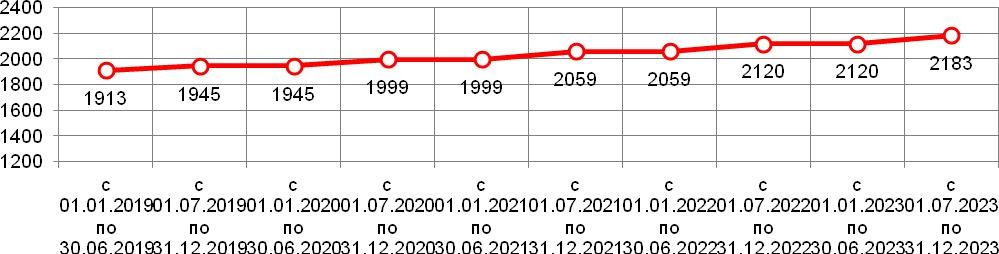 2400
2200
2000
1800
1600
1400
1200
1913
1945
1945
1999
1999
2059
2059
2120
2120
2183
с
01.01.2019
по
30.06.2019
с
01.07.2019
по
31.12.2019
с
01.01.2020
по
30.06.2020
с
01.07.2020
по
31.12.2020
с
01.01.2021
по
30.06.2021
с
01.07.2021
по
31.12.2021
с
01.01.2022
по
30.06.2022
с
01.07.2022
по
31.12.2022
с
01.01.2023
по
30.06.2023
с
01.07.2023
по
31.12.2023